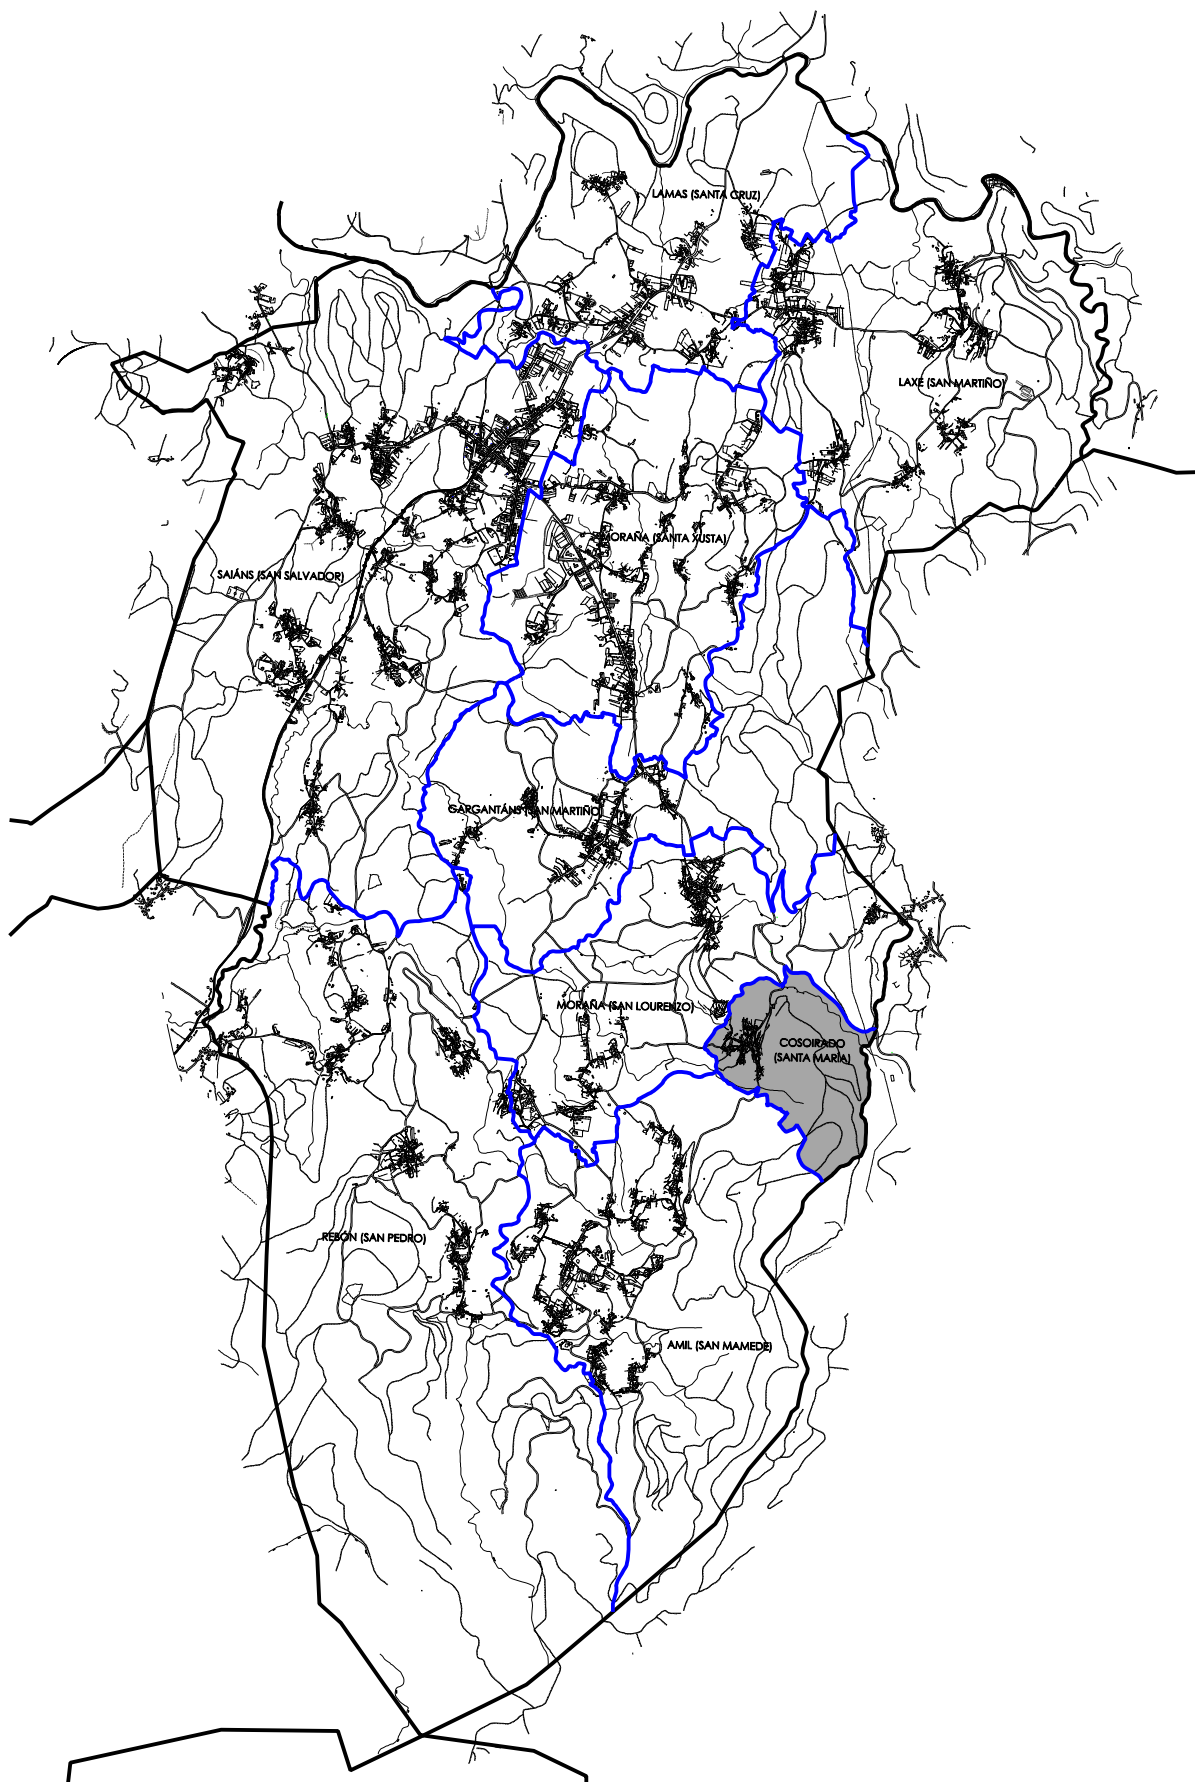 LAMAS (SANTA CRUZ)
LAXE (SAN MARTIÑO)
MORAÑA (SANTA XUSTA)
SAIÁNS (SAN SALVADOR)
GARGANTÁNS (SAN MARTIÑO)
MORAÑA (SAN LOURENZO)
COSOIRADO
(SANTA MARÍA)
REBÓN (SAN PEDRO)
AMIL (SAN MAMEDE)